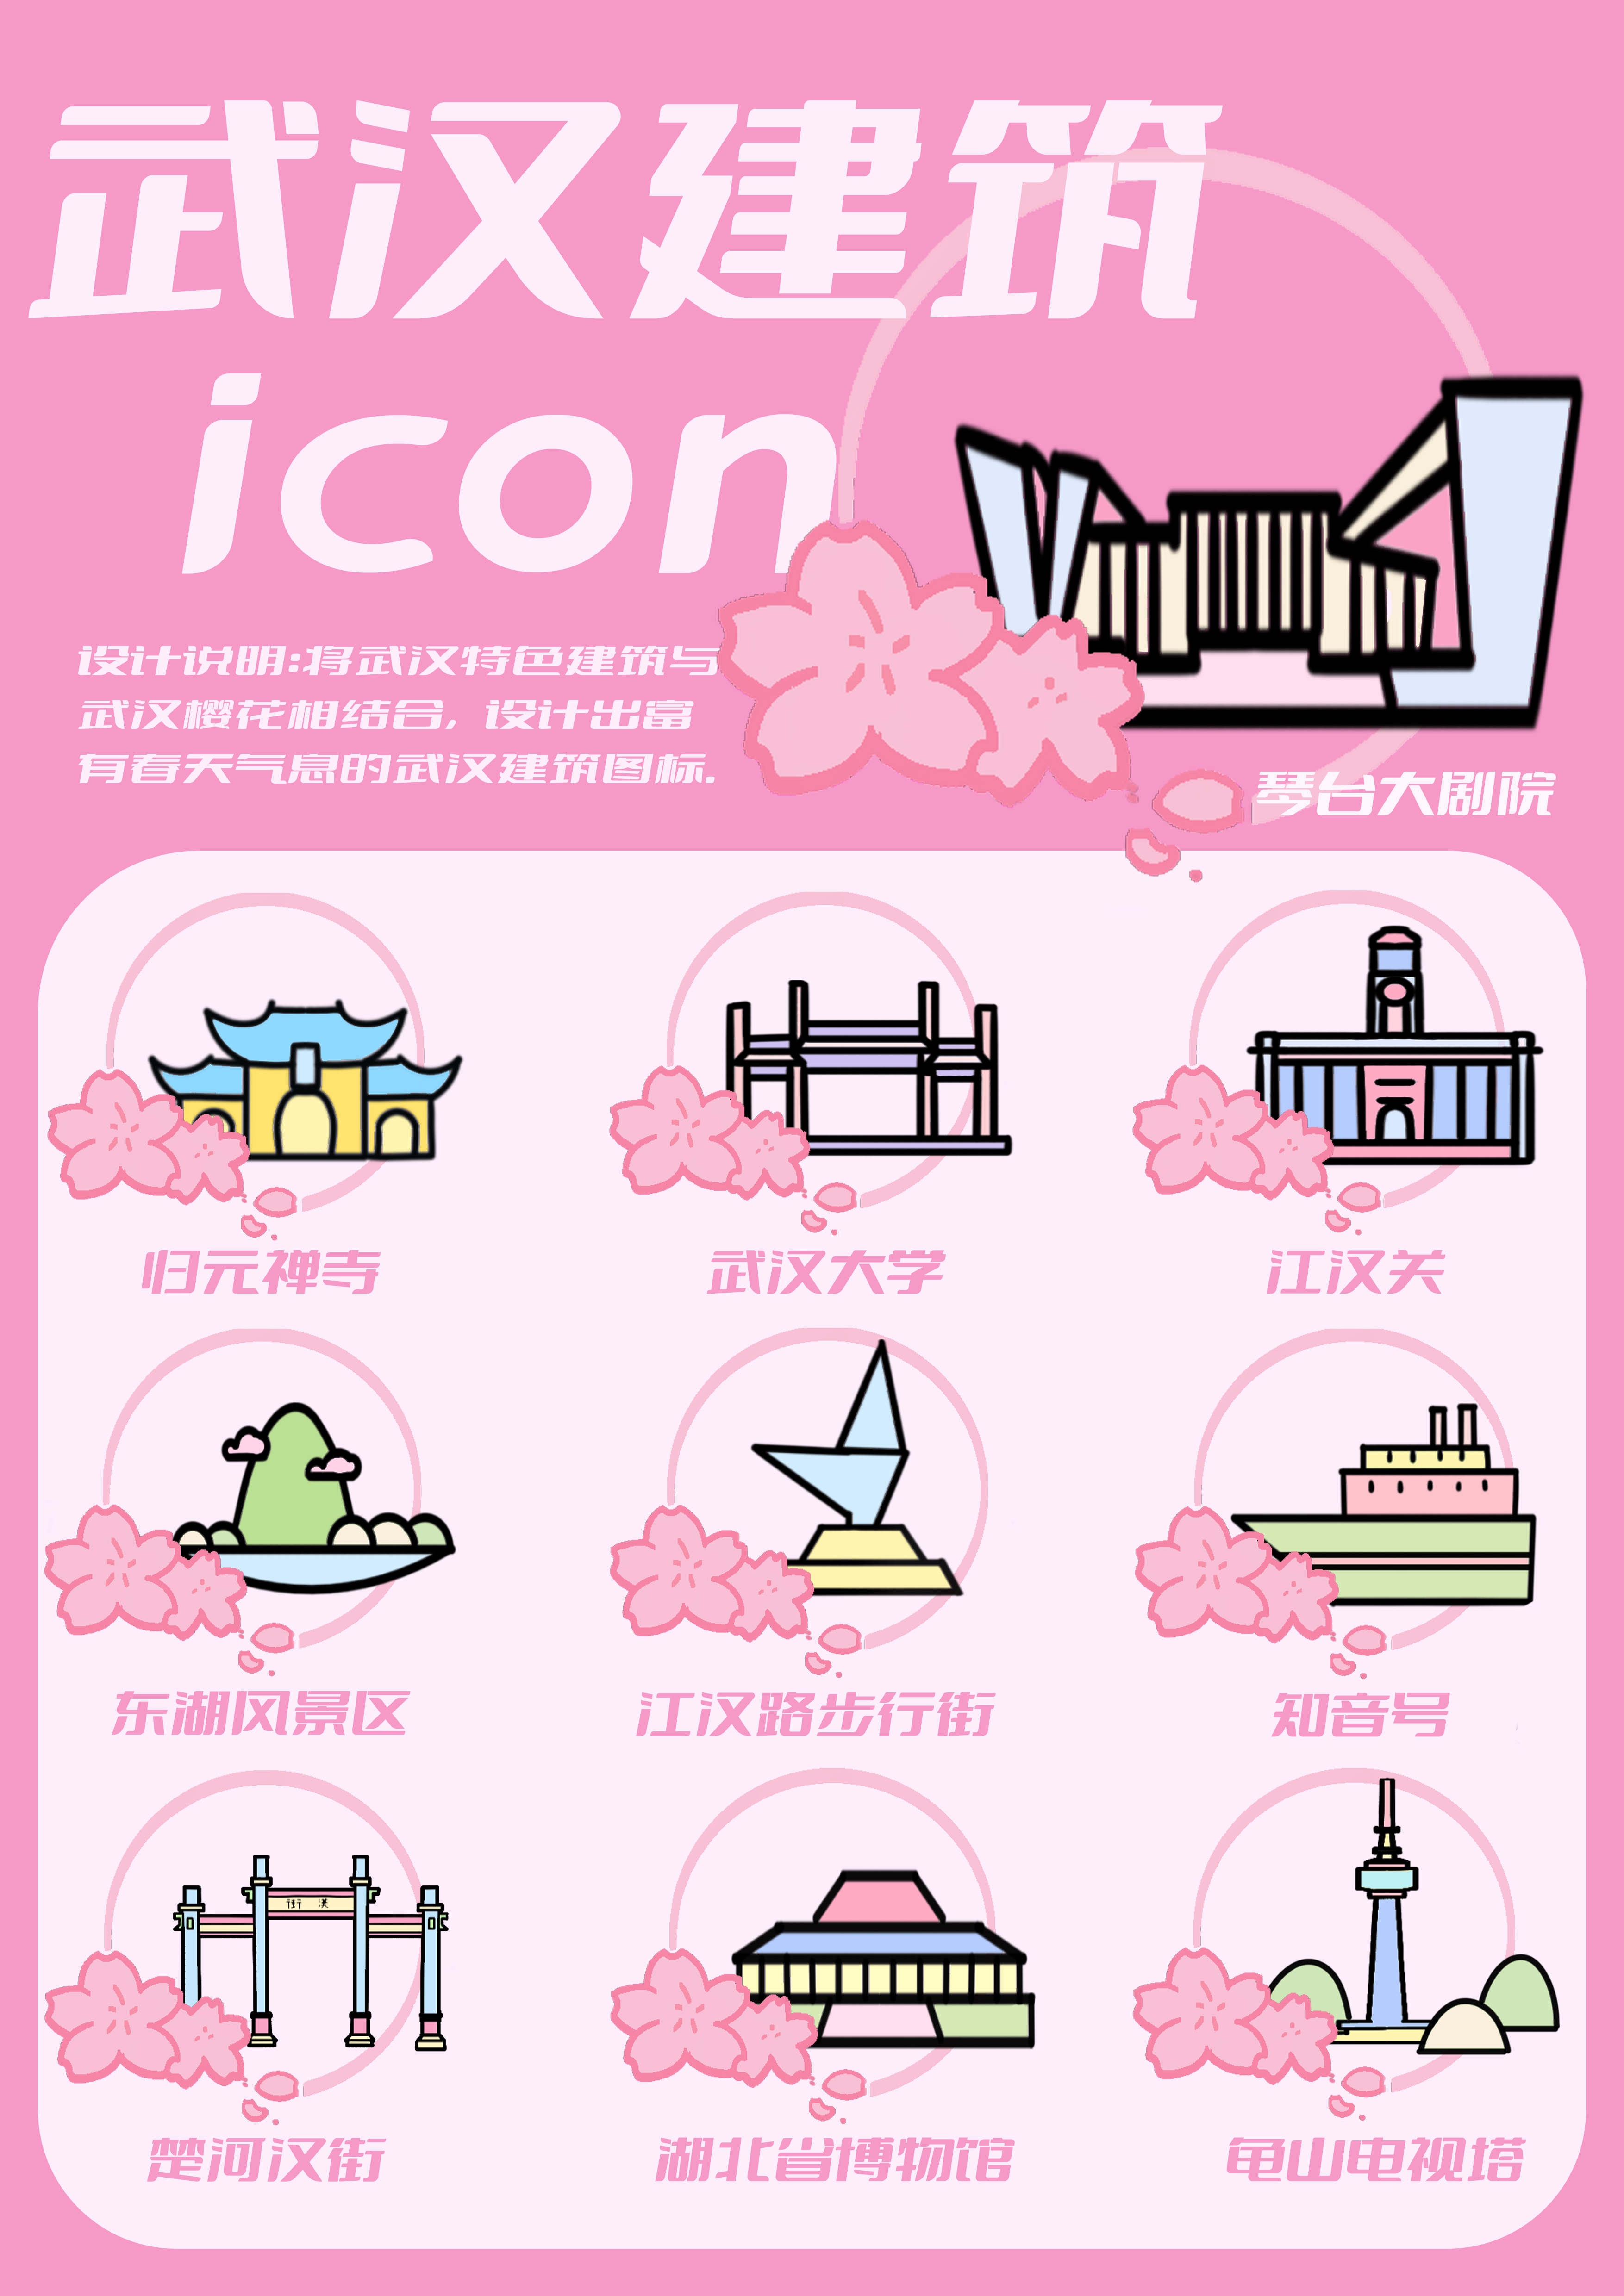 武汉建筑
icon
设计说明:将武汉特色建筑与
武汉樱花相结合, 设计出富
有春天气息的武汉建筑图标.
琴台大剧院
归元禅寺
武汉大学
江汉关
东湖风景区
江汉路步行街
知音号
街 漢
楚河汉街
湖北省博物馆
龟山电视塔